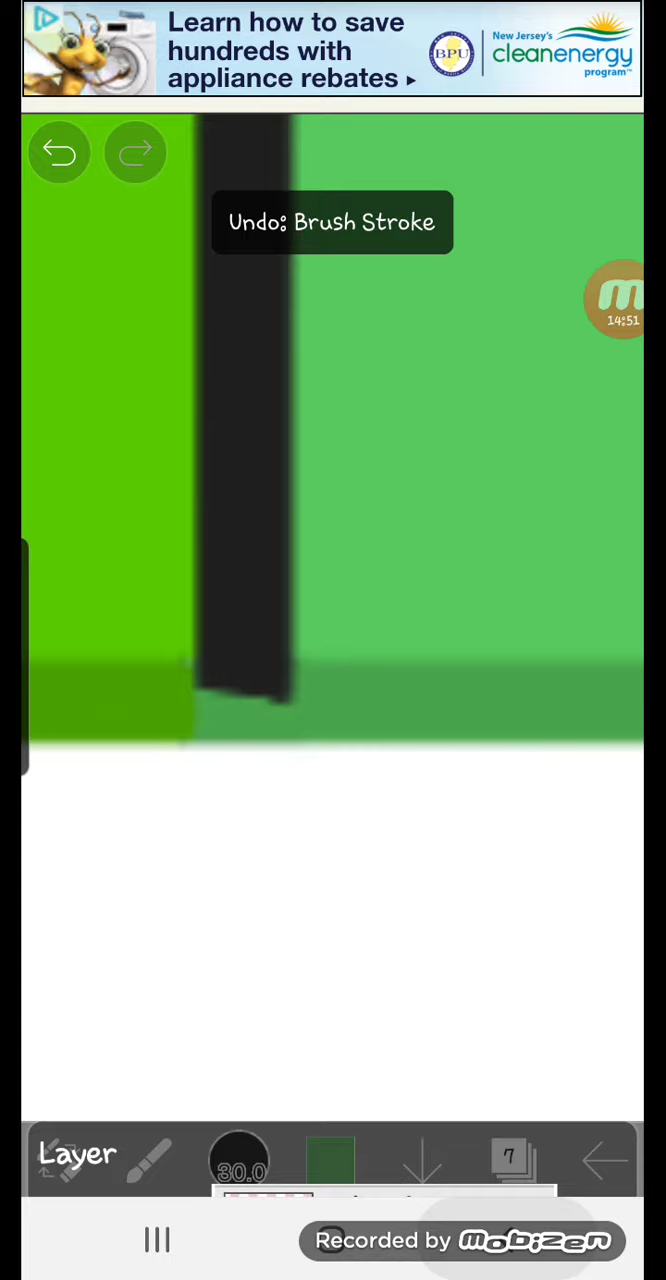 Learn how to save
hundreds with
appliance rebates ▸
BPU
New Jersey's
cleanenergy
program™
Undo: Brush Stroke
m
14:51
Layer
30.0
7
Recorded by mobizen